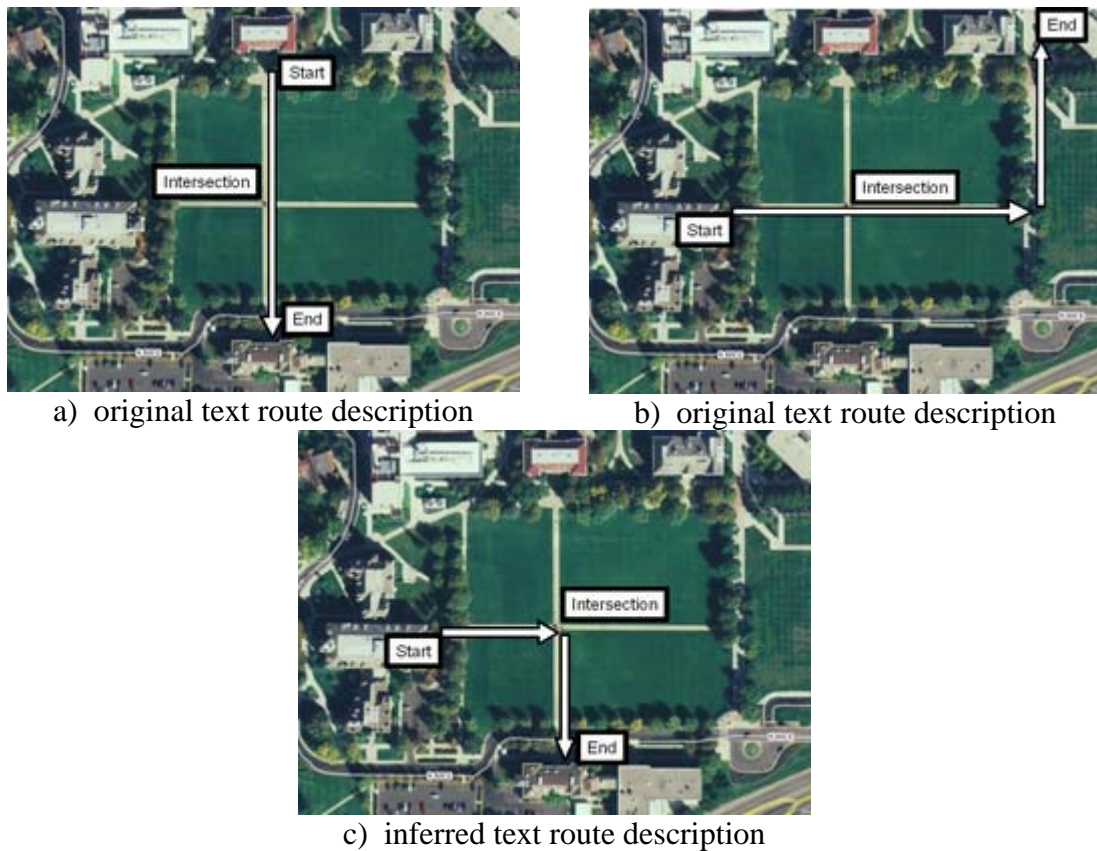 Start
Intersection
End
a) original text route description
End
Intersection
Start
b) original text route description
Intersection
Start
End
c) inferred text route description